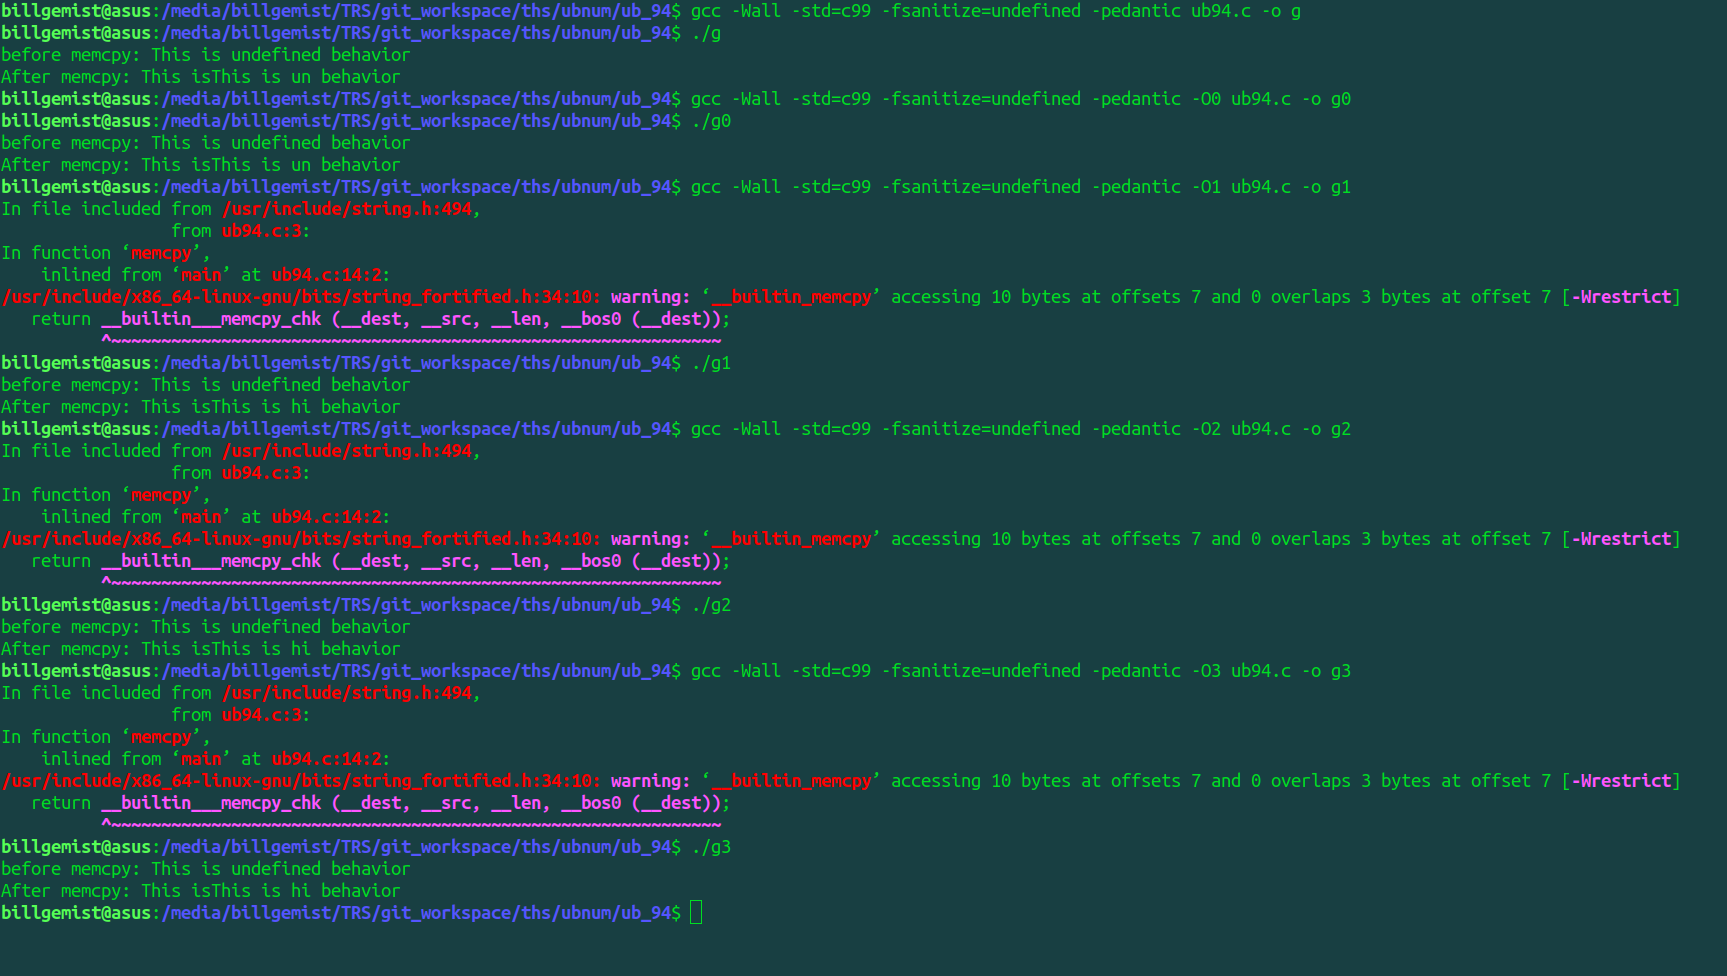 billgemist@asus:/media/billgemist/TRS/git_workspace/ths/ubnum/ub_94$ gcc -Wall -std=c99 -fsanitize=undefined -pedantic ub94.c -o g
billgemist@asus:/media/billgemist/TRS/git_workspace/ths/ubnum/ub_94$ ./g
before memcpy: This is undefined behavior
After memcpy: This isThis is un behavior
billgemist@asus:/media/billgemist/TRS/git_workspace/ths/ubnum/ub_94$ gcc -Wall -std=c99 -fsanitize=undefined -pedantic -O0 ub94.c -o g0
billgemist@asus:/media/billgemist/TRS/git_workspace/ths/ubnum/ub_94$ ./g0
before memcpy: This is undefined behavior
After memcpy: This isThis is un behavior
billgemist@asus:/media/billgemist/TRS/git_workspace/ths/ubnum/ub_94$ gcc -Wall -std=c99 -fsanitize=undefined -pedantic -O1 ub94.c -o g1
In file included from /usr/include/string.h:494,
                 from ub94.c:3:
In function ‘memcpy’,
    inlined from ‘main’ at ub94.c:14:2:
/usr/include/x86_64-linux-gnu/bits/string_fortified.h:34:10: warning: ‘__builtin_memcpy’ accessing 10 bytes at offsets 7 and 0 overlaps 3 bytes at offset 7 [-Wrestrict]
   return __builtin___memcpy_chk (__dest, __src, __len, __bos0 (__dest));
          ^~~~~~~~~~~~~~~~~~~~~~~~~~~~~~~~~~~~~~~~~~~~~~~~~~~~~~~~~~~~~~
billgemist@asus:/media/billgemist/TRS/git_workspace/ths/ubnum/ub_94$ ./g1
before memcpy: This is undefined behavior
After memcpy: This isThis is hi behavior
billgemist@asus:/media/billgemist/TRS/git_workspace/ths/ubnum/ub_94$ gcc -Wall -std=c99 -fsanitize=undefined -pedantic -O2 ub94.c -o g2
In file included from /usr/include/string.h:494,
                 from ub94.c:3:
In function ‘memcpy’,
    inlined from ‘main’ at ub94.c:14:2:
/usr/include/x86_64-linux-gnu/bits/string_fortified.h:34:10: warning: ‘__builtin_memcpy’ accessing 10 bytes at offsets 7 and 0 overlaps 3 bytes at offset 7 [-Wrestrict]
   return __builtin___memcpy_chk (__dest, __src, __len, __bos0 (__dest));
          ^~~~~~~~~~~~~~~~~~~~~~~~~~~~~~~~~~~~~~~~~~~~~~~~~~~~~~~~~~~~~~
billgemist@asus:/media/billgemist/TRS/git_workspace/ths/ubnum/ub_94$ ./g2
before memcpy: This is undefined behavior
After memcpy: This isThis is hi behavior
billgemist@asus:/media/billgemist/TRS/git_workspace/ths/ubnum/ub_94$ gcc -Wall -std=c99 -fsanitize=undefined -pedantic -O3 ub94.c -o g3
In file included from /usr/include/string.h:494,
                 from ub94.c:3:
In function ‘memcpy’,
    inlined from ‘main’ at ub94.c:14:2:
/usr/include/x86_64-linux-gnu/bits/string_fortified.h:34:10: warning: ‘__builtin_memcpy’ accessing 10 bytes at offsets 7 and 0 overlaps 3 bytes at offset 7 [-Wrestrict]
   return __builtin___memcpy_chk (__dest, __src, __len, __bos0 (__dest));
          ^~~~~~~~~~~~~~~~~~~~~~~~~~~~~~~~~~~~~~~~~~~~~~~~~~~~~~~~~~~~~~
billgemist@asus:/media/billgemist/TRS/git_workspace/ths/ubnum/ub_94$ ./g3
before memcpy: This is undefined behavior
After memcpy: This isThis is hi behavior
billgemist@asus:/media/billgemist/TRS/git_workspace/ths/ubnum/ub_94$